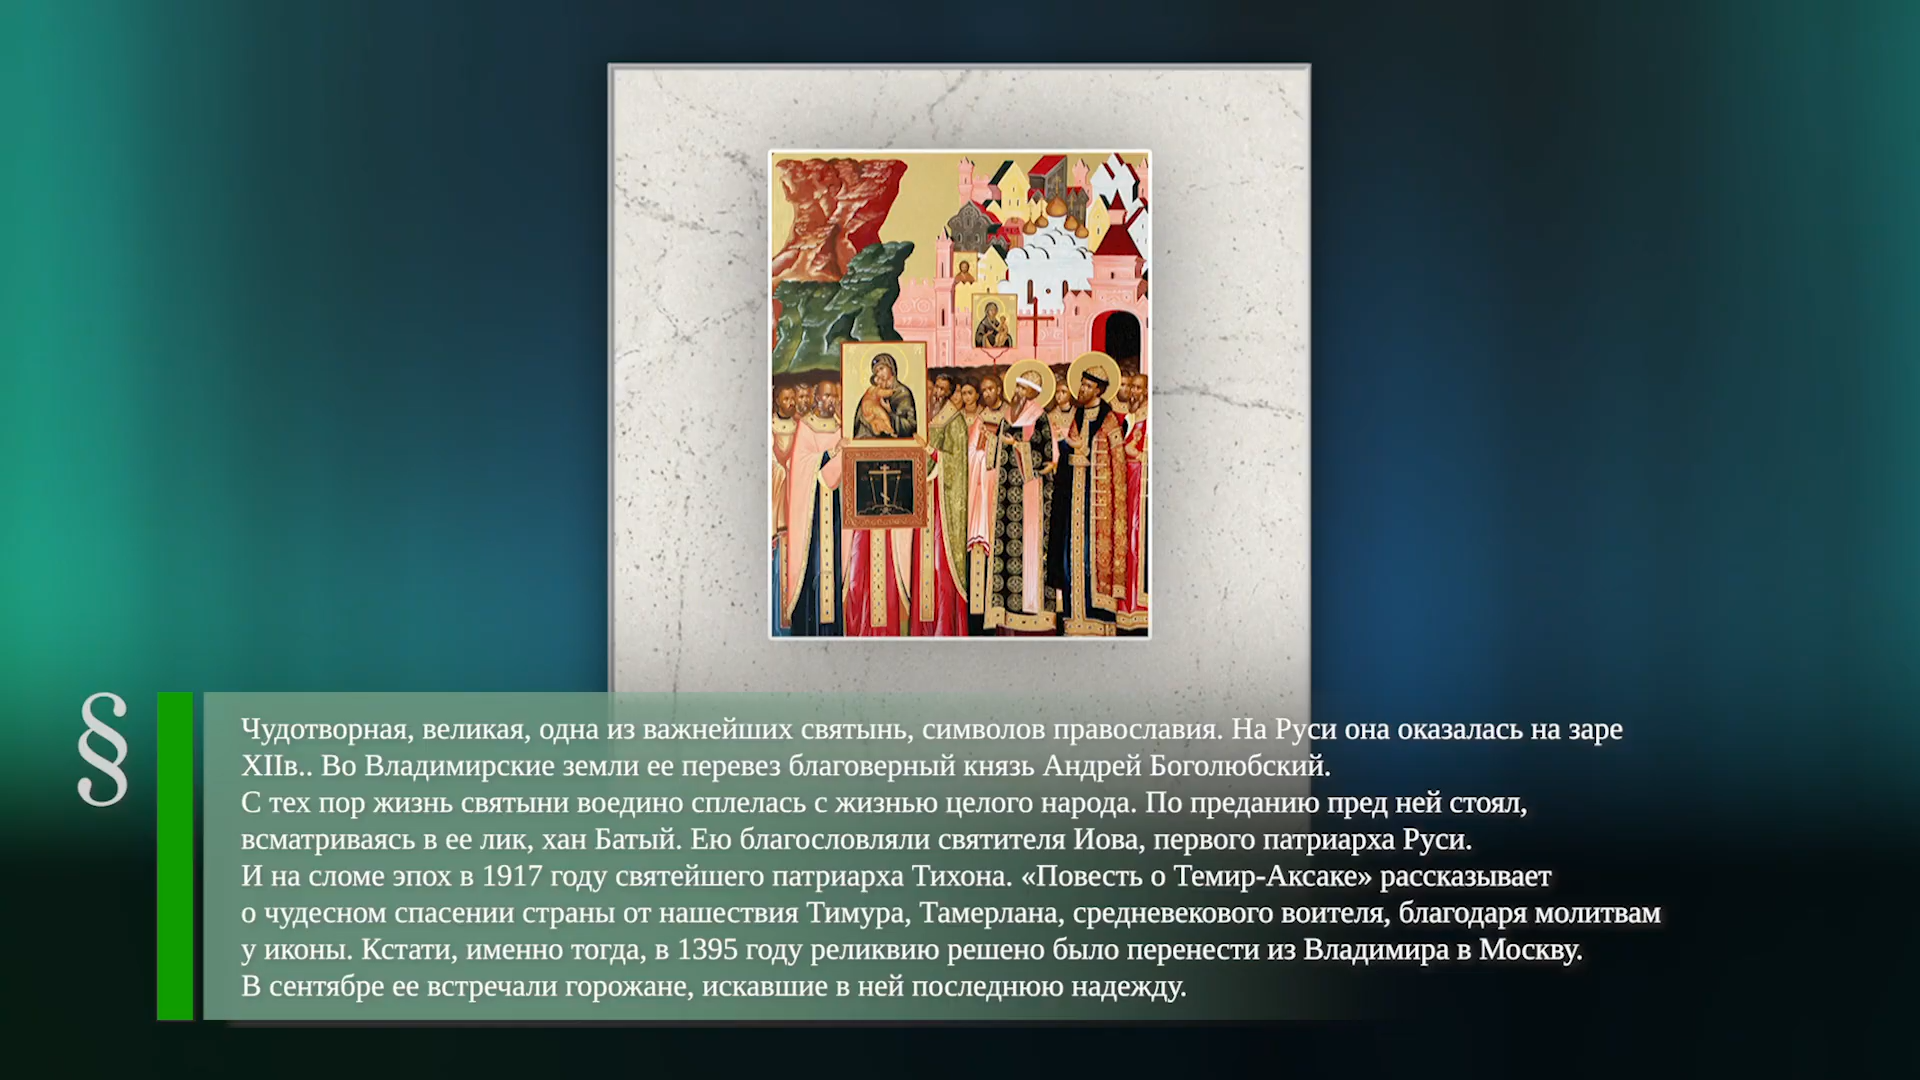 §
Чудотворная, великая, одна из важнейших святынь, символов православия. На Руси она оказалась на заре
XIIв.. Во Владимирские земли ее перевез благоверный князь Андрей Боголюбский.
С тех пор жизнь святыни воедино сплелась с жизнью целого народа. По преданию пред ней стоял,
всматриваясь в ее лик, хан Батый. Ею благословляли святителя Иова, первого патриарха Руси.
И на сломе эпох в 1917 году святейшего патриарха Тихона. «Повесть о Темир-Аксаке» рассказывает
о чудесном спасении страны от нашествия Тимура, Тамерлана, средневекового воителя, благодаря молитвам
у иконы. Кстати, именно тогда, в 1395 году реликвию решено было перенести из Владимира в Москву.
В сентябре ее встречали горожане, искавшие в ней последнюю надежду.